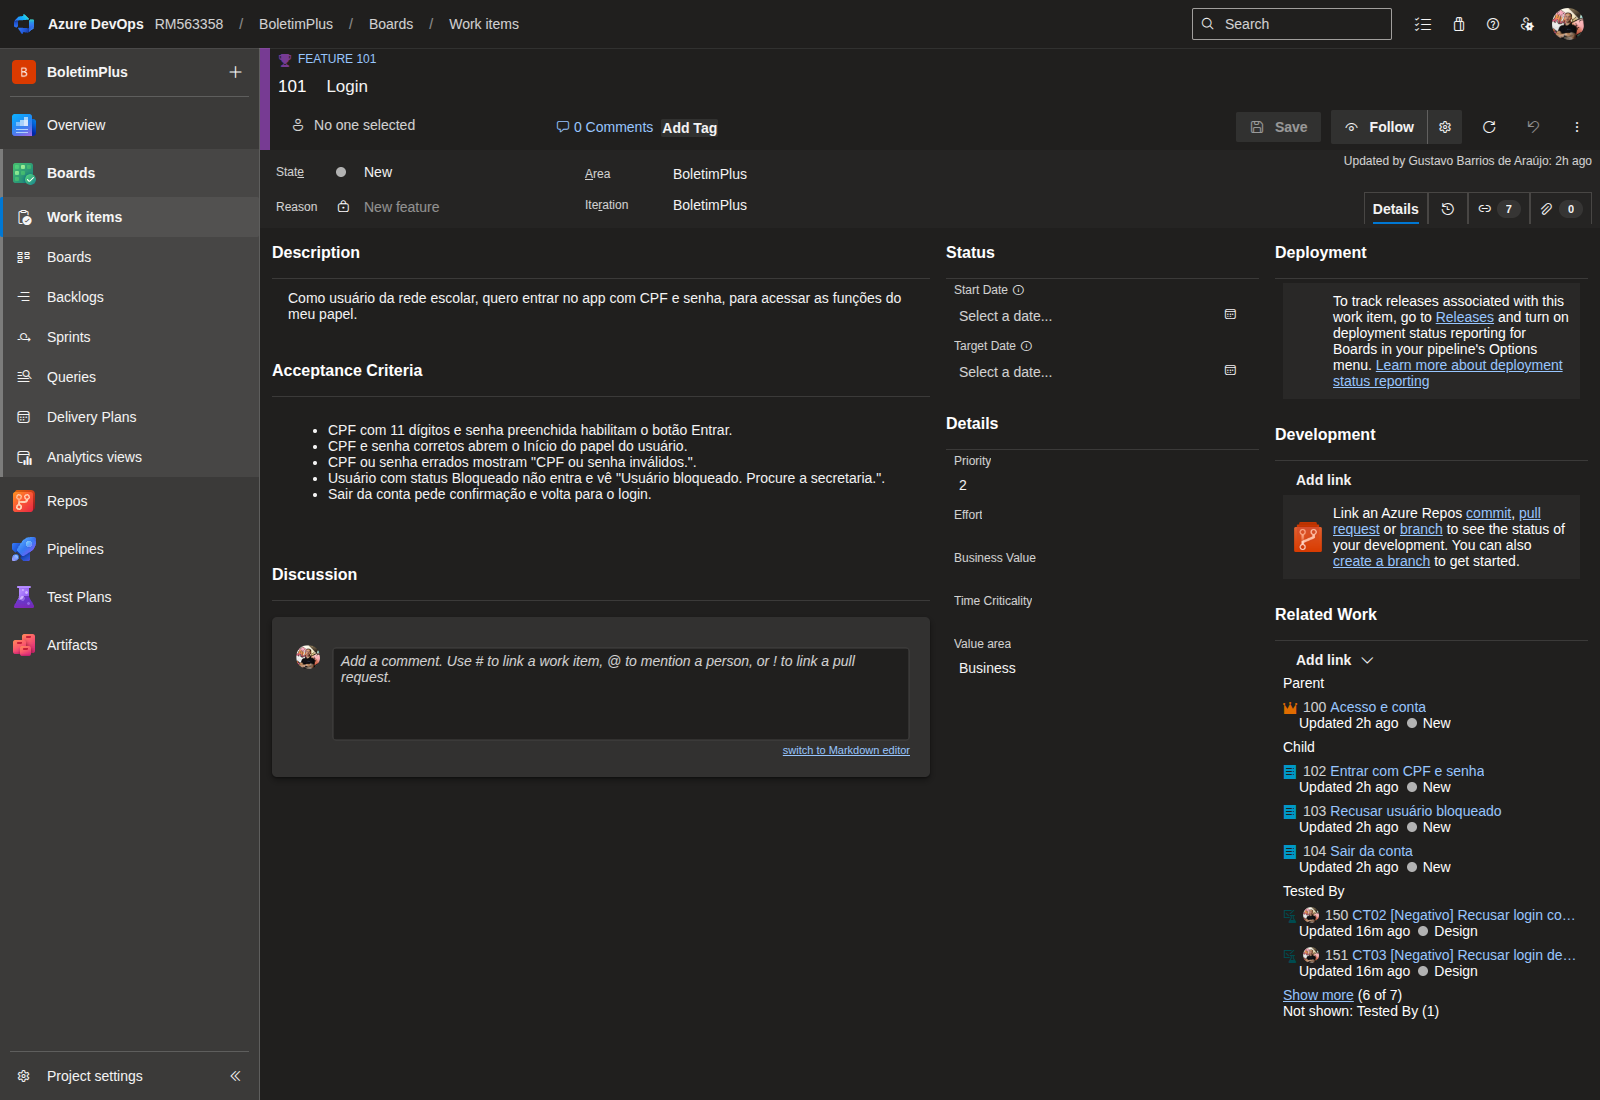 Azure DevOps RM563358 / BoletimPlus / Boards / Work items
Search
B BoletimPlus
Overview
Boards
Work items
Boards
Backlogs
Sprints
Queries
Delivery Plans
Analytics views
Repos
Pipelines
Test Plans
Artifacts
Project settings
FEATURE 101
101 Login
No one selected
0 Comments Add Tag
Save
Follow
Updated by Gustavo Barrios de Araújo: 2h ago
State New
Area BoletimPlus
Reason New feature
Iteration BoletimPlus
Details 7 0
Description
Como usuário da rede escolar, quero entrar no app com CPF e senha, para acessar as funções do
meu papel.
Acceptance Criteria
• CPF com 11 dígitos e senha preenchida habilitam o botão Entrar.
• CPF e senha corretos abrem o Início do papel do usuário.
• CPF ou senha errados mostram "CPF ou senha inválidos.".
• Usuário com status Bloqueado não entra e vê "Usuário bloqueado. Procure a secretaria.".
• Sair da conta pede confirmação e volta para o login.
Discussion
Add a comment. Use # to link a work item, @ to mention a person, or ! to link a pull
request.
switch to Markdown editor
Status
Start Date
Select a date...
Target Date
Select a date...
Details
Priority
2
Effort
Business Value
Time Criticality
Value area
Business
Deployment
To track releases associated with this
work item, go to Releases and turn on
deployment status reporting for
Boards in your pipeline's Options
menu. Learn more about deployment
status reporting
Development
Add link
Link an Azure Repos commit, pull
request or branch to see the status of
your development. You can also
create a branch to get started.
Related Work
Add link
Parent
100 Acesso e conta
Updated 2h ago New
Child
102 Entrar com CPF e senha
Updated 2h ago New
103 Recusar usuário bloqueado
Updated 2h ago New
104 Sair da conta
Updated 2h ago New
Tested By
150 CT02 [Negativo] Recusar login co...
Updated 16m ago Design
151 CT03 [Negativo] Recusar login de...
Updated 16m ago Design
Show more (6 of 7)
Not shown: Tested By (1)